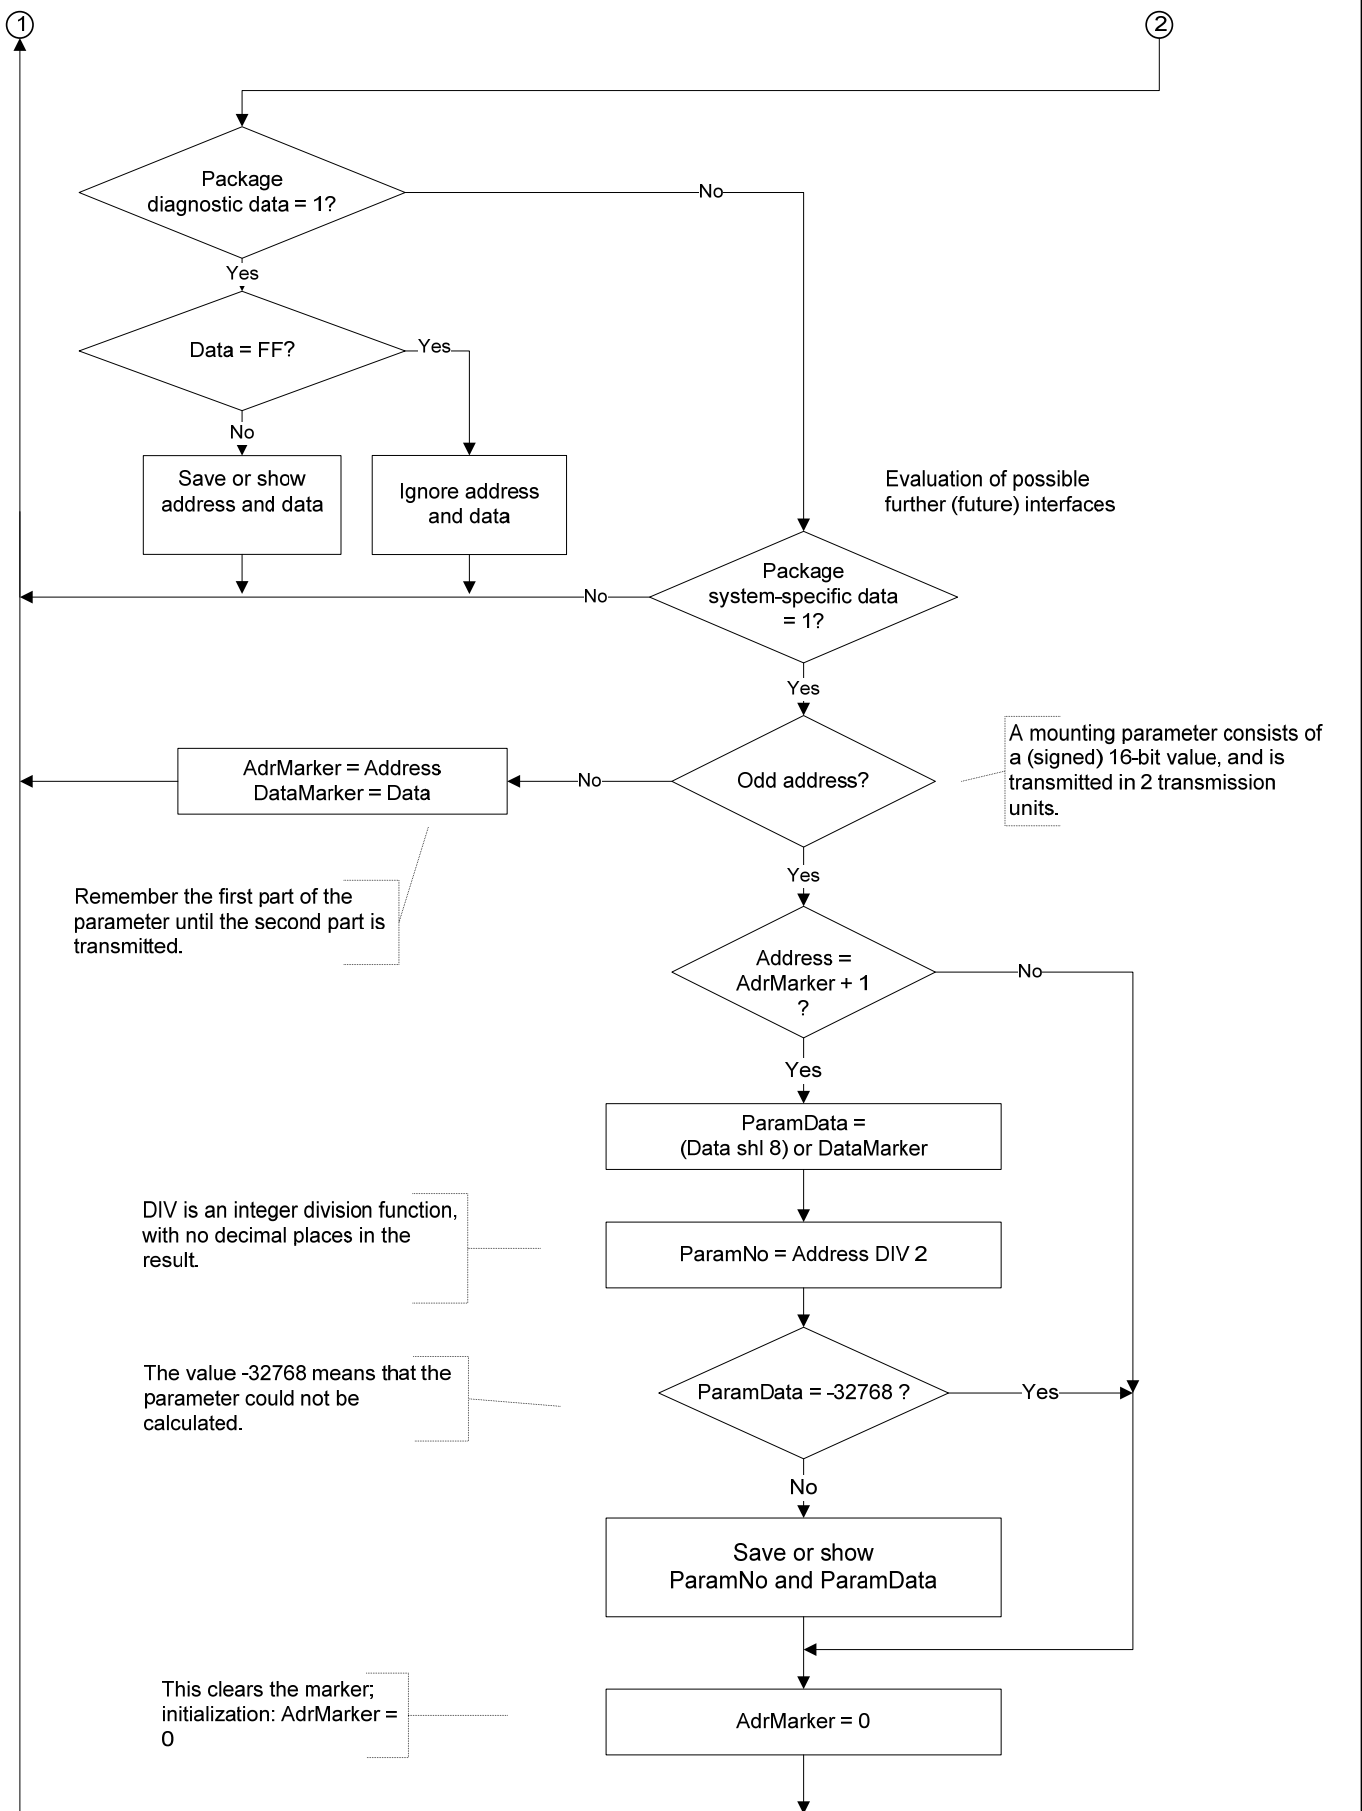 1
2
Package
diagnostic data = 1?
No
Yes
Data = FF?
Yes
No
Save or show
address and data
Ignore address
and data
Evaluation of possible
further (future) interfaces
Package
system-specific data
= 1?
No
Yes
A mounting parameter consists of
a (signed) 16-bit value, and is
transmitted in 2 transmission
units.
Odd address?
No
AdrMarker = Address
DataMarker = Data
Yes
Remember the first part of the
parameter until the second part is
transmitted.
Address =
AdrMarker + 1
?
No
Yes
ParamData =
(Data shl 8) or DataMarker
DIV is an integer division function,
with no decimal places in the
result.
ParamNo = Address DIV 2
The value -32768 means that the
parameter could not be
calculated.
ParamData = -32768 ?
Yes
No
Save or show
ParamNo and ParamData
This clears the marker;
initialization: AdrMarker =
0
AdrMarker = 0